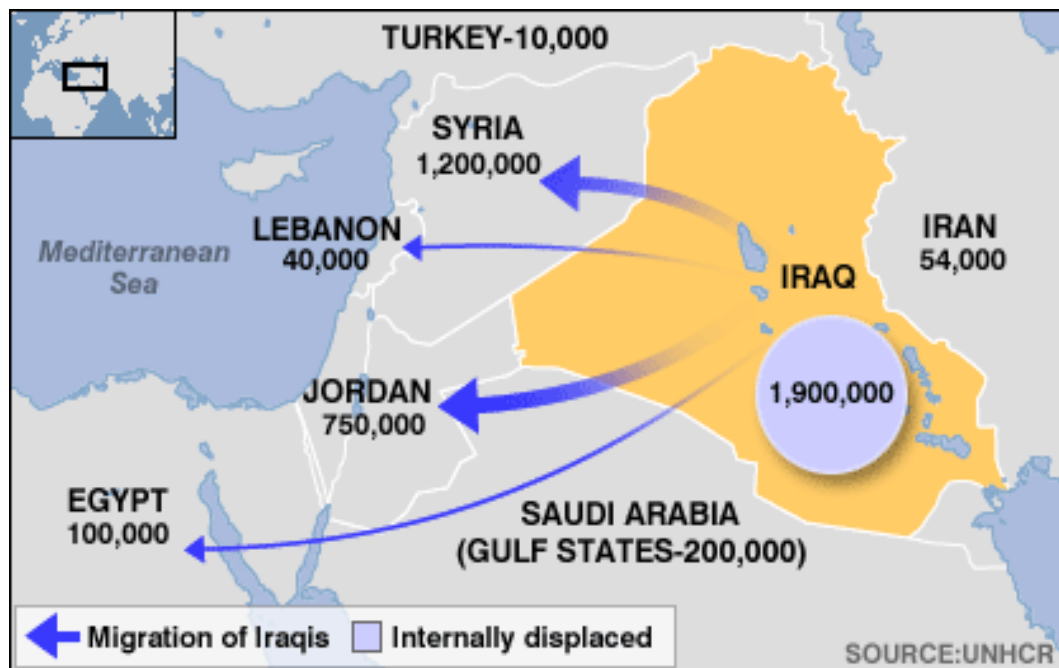 TURKEY-10,000
SYRIA
1,200,000
LEBANON
40,000
IRAN
54,000
Mediterranean
Sea
IRAQ
JORDAN
750,000
1,900,000
EGYPT
100,000
SAUDI ARABIA
(GULF STATES-200,000)
Migration of Iraqis
Internally displaced
SOURCE:UNHCR